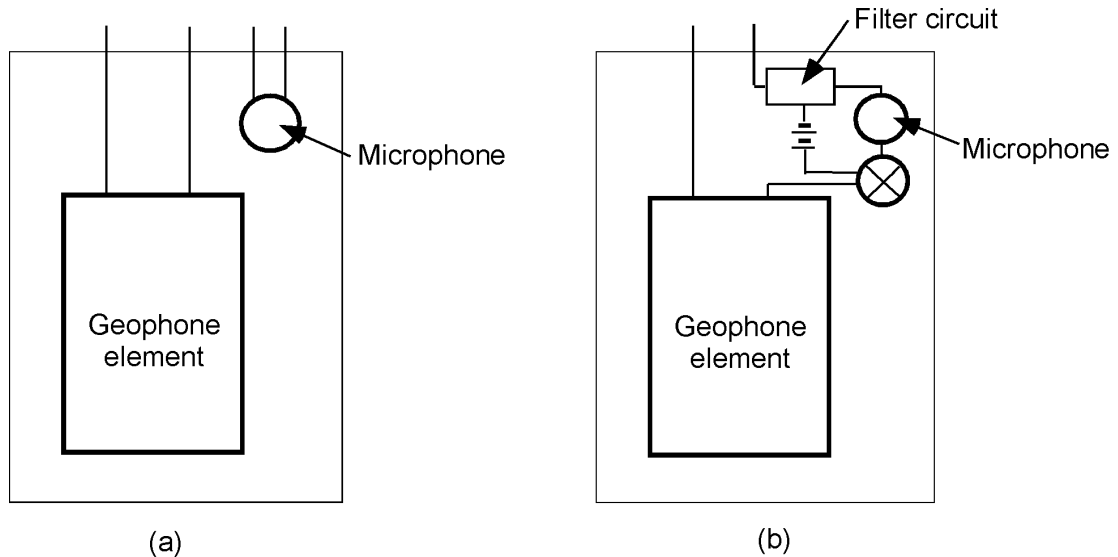 Filter circuit
Microphone
Microphone
Geophone
element
Geophone
element
(a)
(b)